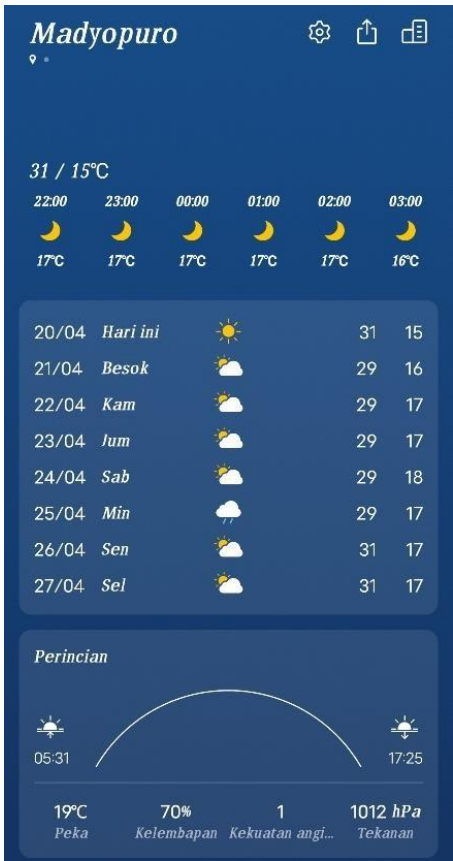 Madyopuro
31 / 15°C
22:00 23:00 00:00 01:00 02:00 03:00
17°C 17°C 17°C 17°C 17°C 16°C
20/04 Hari ini 31 15
21/04 Besok 29 16
22/04 Kam 29 17
23/04 Jum 29 17
24/04 Sab 29 18
25/04 Min 29 17
26/04 Sen 31 17
27/04 Sel 31 17
Perincian
05:31 17:25
19°C 70% 1 1012 hPa
Peka Kelembapan Kekuatan angi... Tekanan